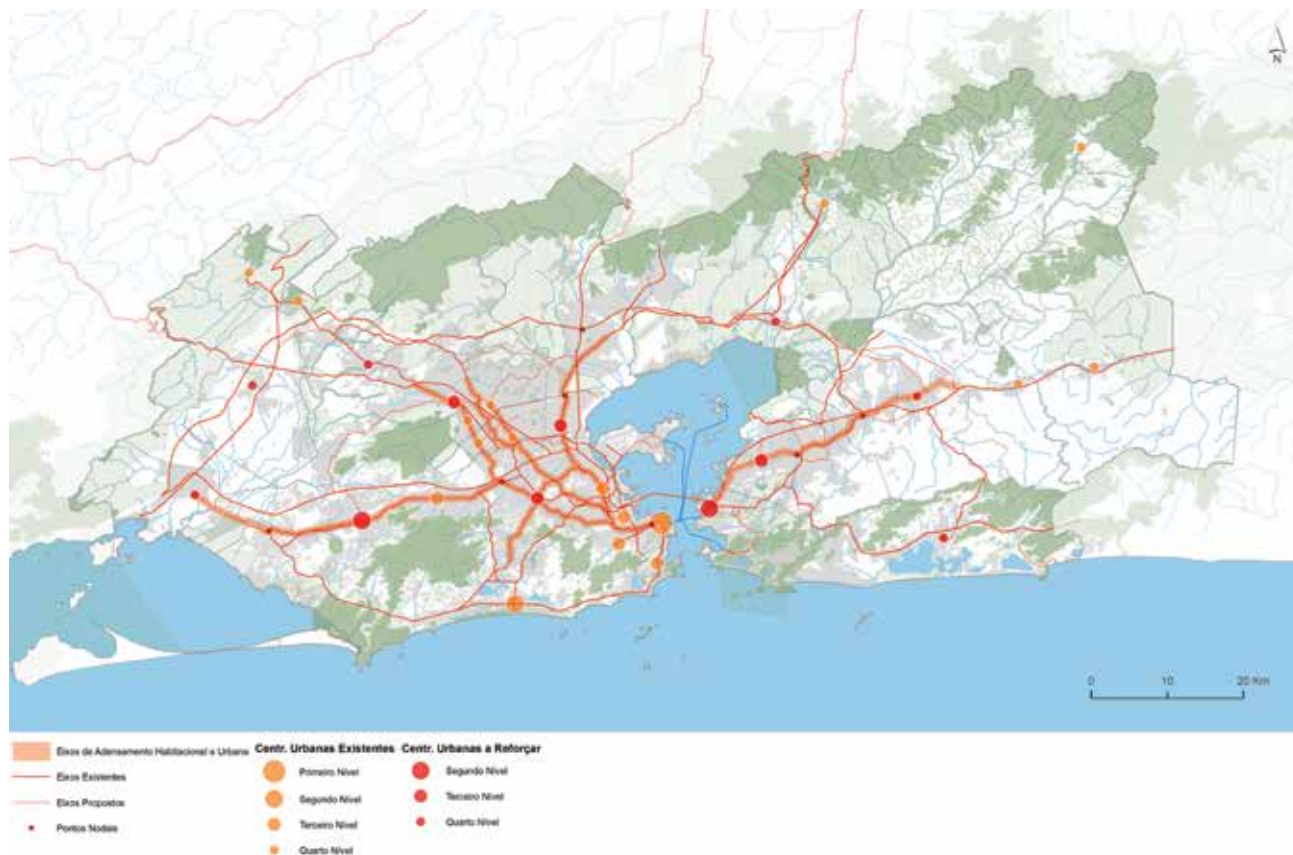 N
0 10 20 Km
Eixos de Adensamento Habitacional e Urbano
Eixos Existentes
Eixos Propostos
Pontos Nodais
Centr. Urbanas Existentes
Primeiro Nível
Segundo Nível
Terceiro Nível
Quarto Nível
Centr. Urbanas a Reforçar
Segundo Nível
Terceiro Nível
Quarto Nível